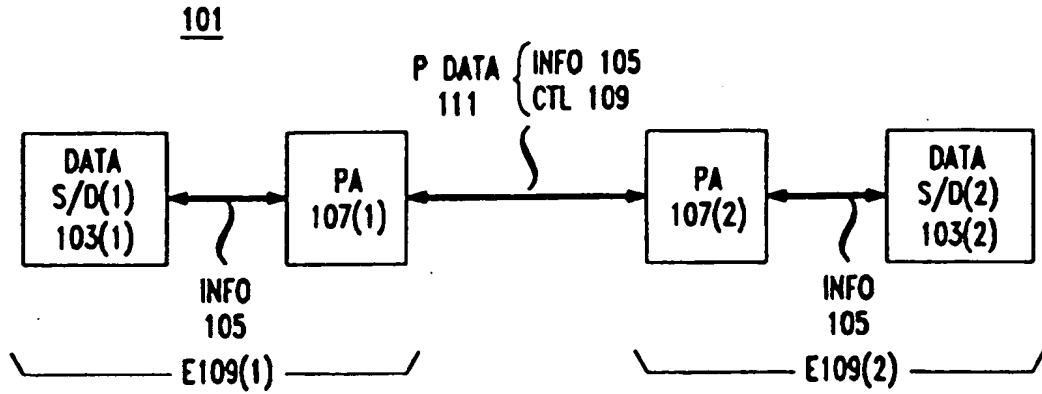 101
P DATA
111
INFO 105
CTL 109
DATA
S/D(1)
103(1)
PA
107(1)
PA
107(2)
DATA
S/D(2)
103(2)
INFO
105
INFO
105
E109(1)
E109(2)